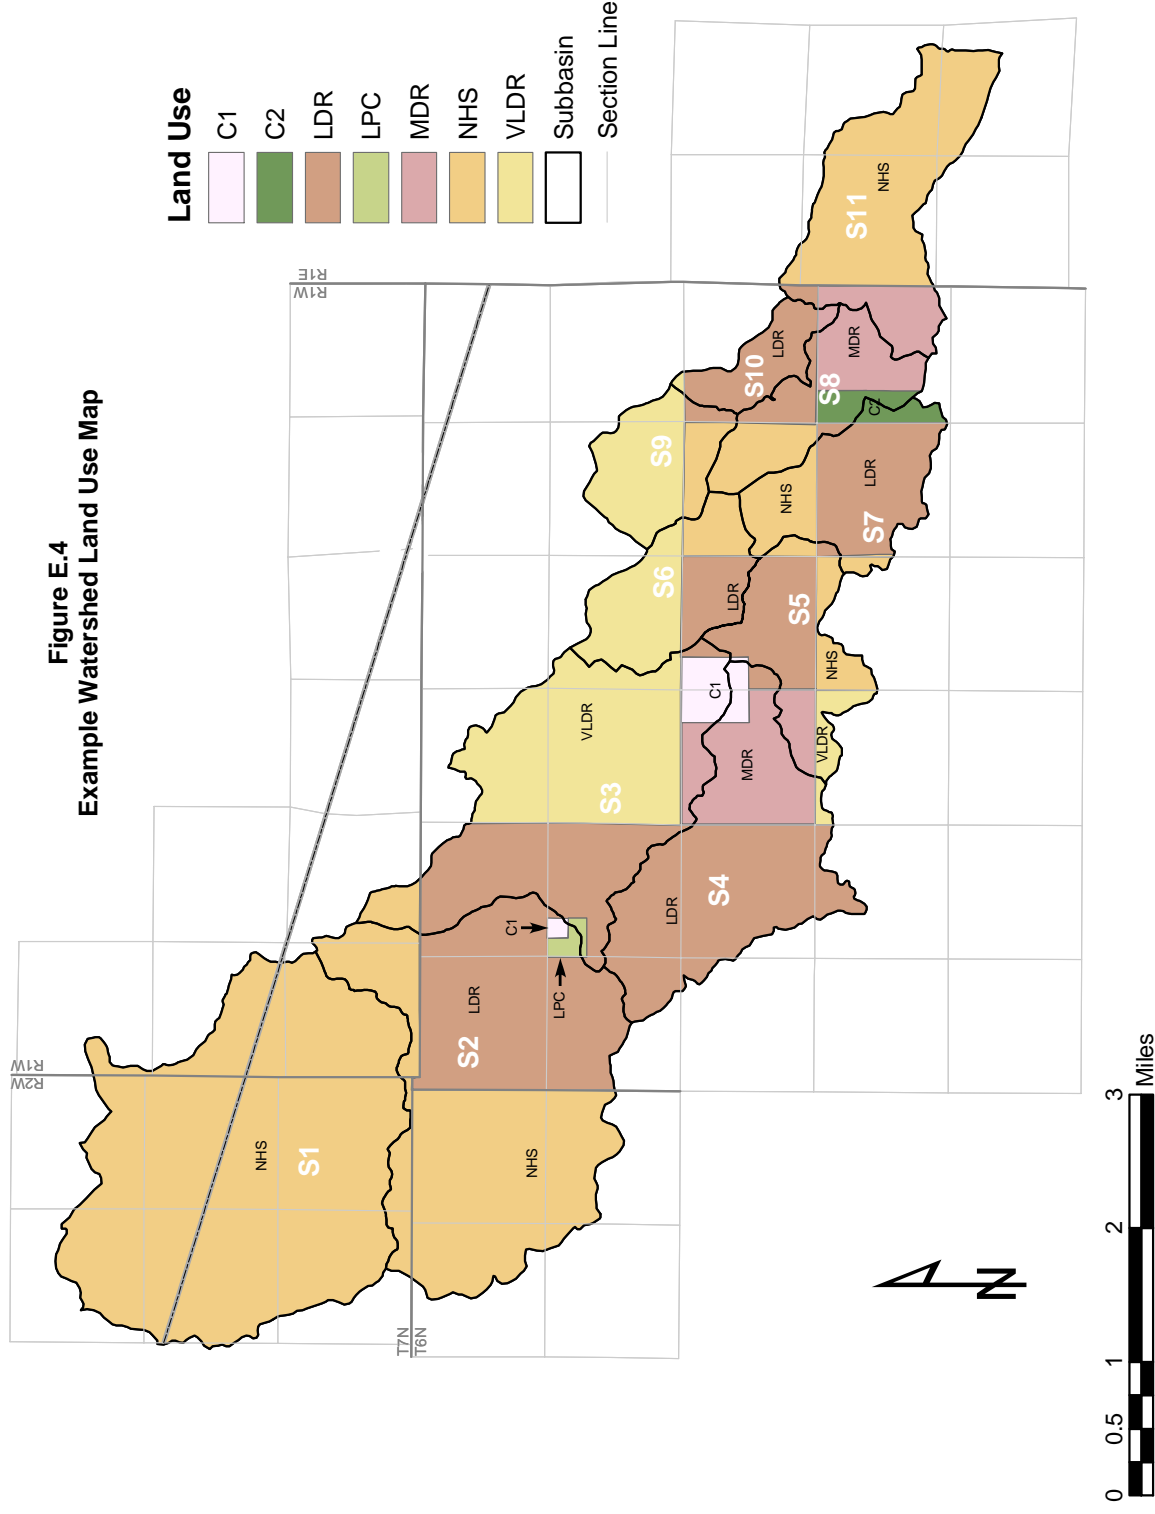 Figure E.4
Example Watershed Land Use Map
Land Use
C1
C2
LDR
LPC
MDR
NHS
VLDR
Subbasin
Section Line
R1E
R1W
R1W
R2W
T7N
T6N
NHS
S1
NHS
S2
LDR
C1
LPC
VLDR
S3
LDR
S4
MDR
C1
VLDR
NHS
S5
LDR
S6
NHS
S7
LDR
C2
S8
MDR
S9
S10
LDR
S11
NHS
N
0 0.5 1 2 3
Miles